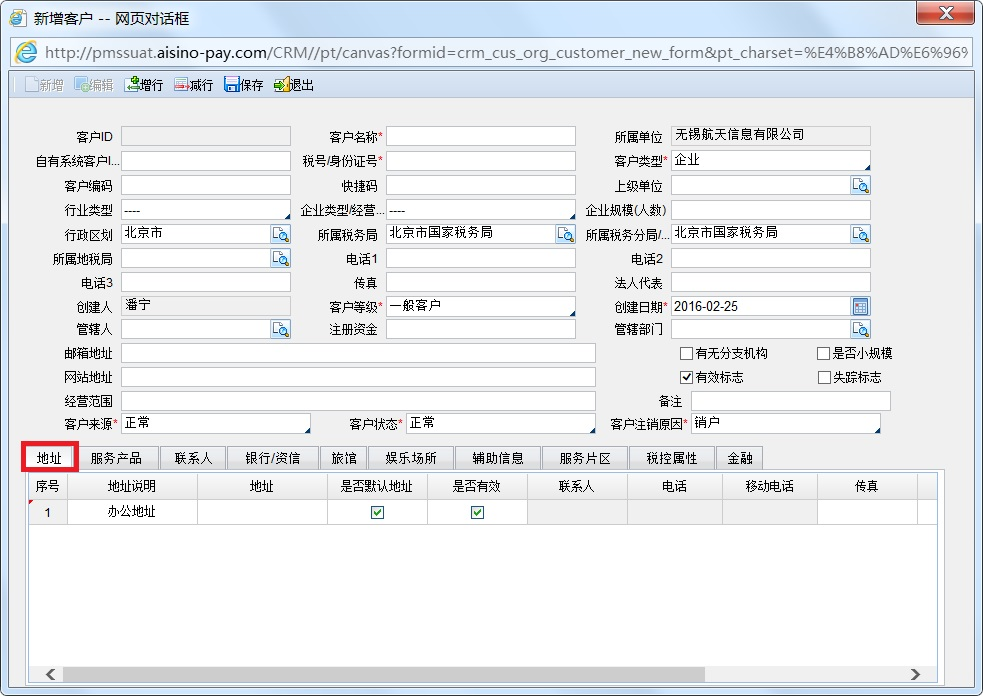 新增客户 -- 网页对话框
http://pmssuat.aisino-pay.com/CRM//pt/canvas?formid=crm_cus_org_customer_new_form&pt_charset=%E4%B8%AD%E6%96%
新增 编辑 增行 减行 保存 退出
客户ID 客户名称* 所属单位 无锡航天信息有限公司
自有系统客户I... 税号/身份证号* 客户类型* 企业
客户编码 快捷码 上级单位
行业类型 ---- 企业类型/经营... ---- 企业规模(人数)
行政区划 北京市 所属税务局 北京市国家税务局 所属税务分局/... 北京市国家税务局
所属地税局 电话1 电话2
电话3 传真 法人代表
创建人 潘宁 客户等级* 一般客户 创建日期* 2016-02-25
管辖人 注册资金 管辖部门
邮箱地址 有无分支机构 是否小规模
网站地址 有效标志 失踪标志
经营范围 备注
客户来源* 正常 客户状态* 正常 客户注销原因* 销户
地址 服务产品 联系人 银行/资信 旅馆 娱乐场所 辅助信息 服务片区 税控属性 金融
序号 地址说明 地址 是否默认地址 是否有效 联系人 电话 移动电话 传真
1 办公地址